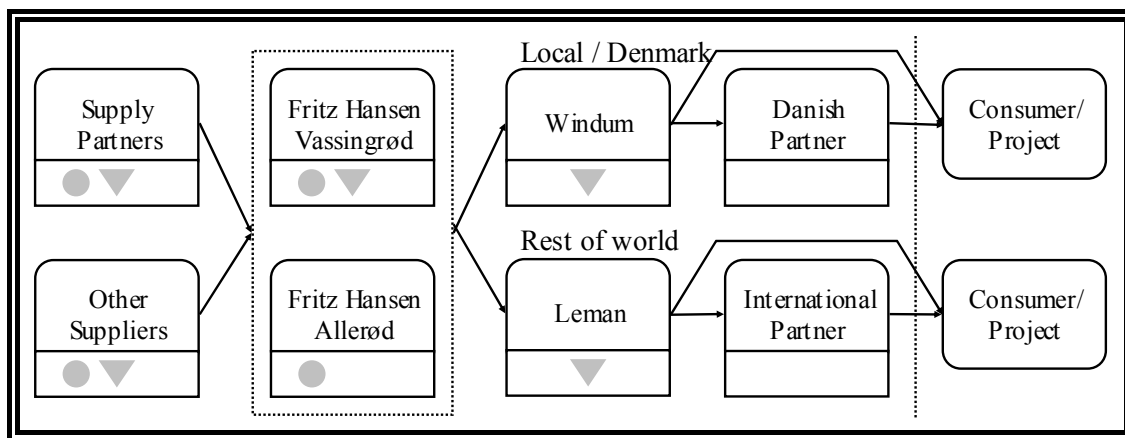 Local / Denmark
Supply
Partners
Fritz Hansen
Vassingrød
Windum
Danish
Partner
Consumer/
Project
Rest of world
Other
Suppliers
Fritz Hansen
Allerød
Leman
International
Partner
Consumer/
Project